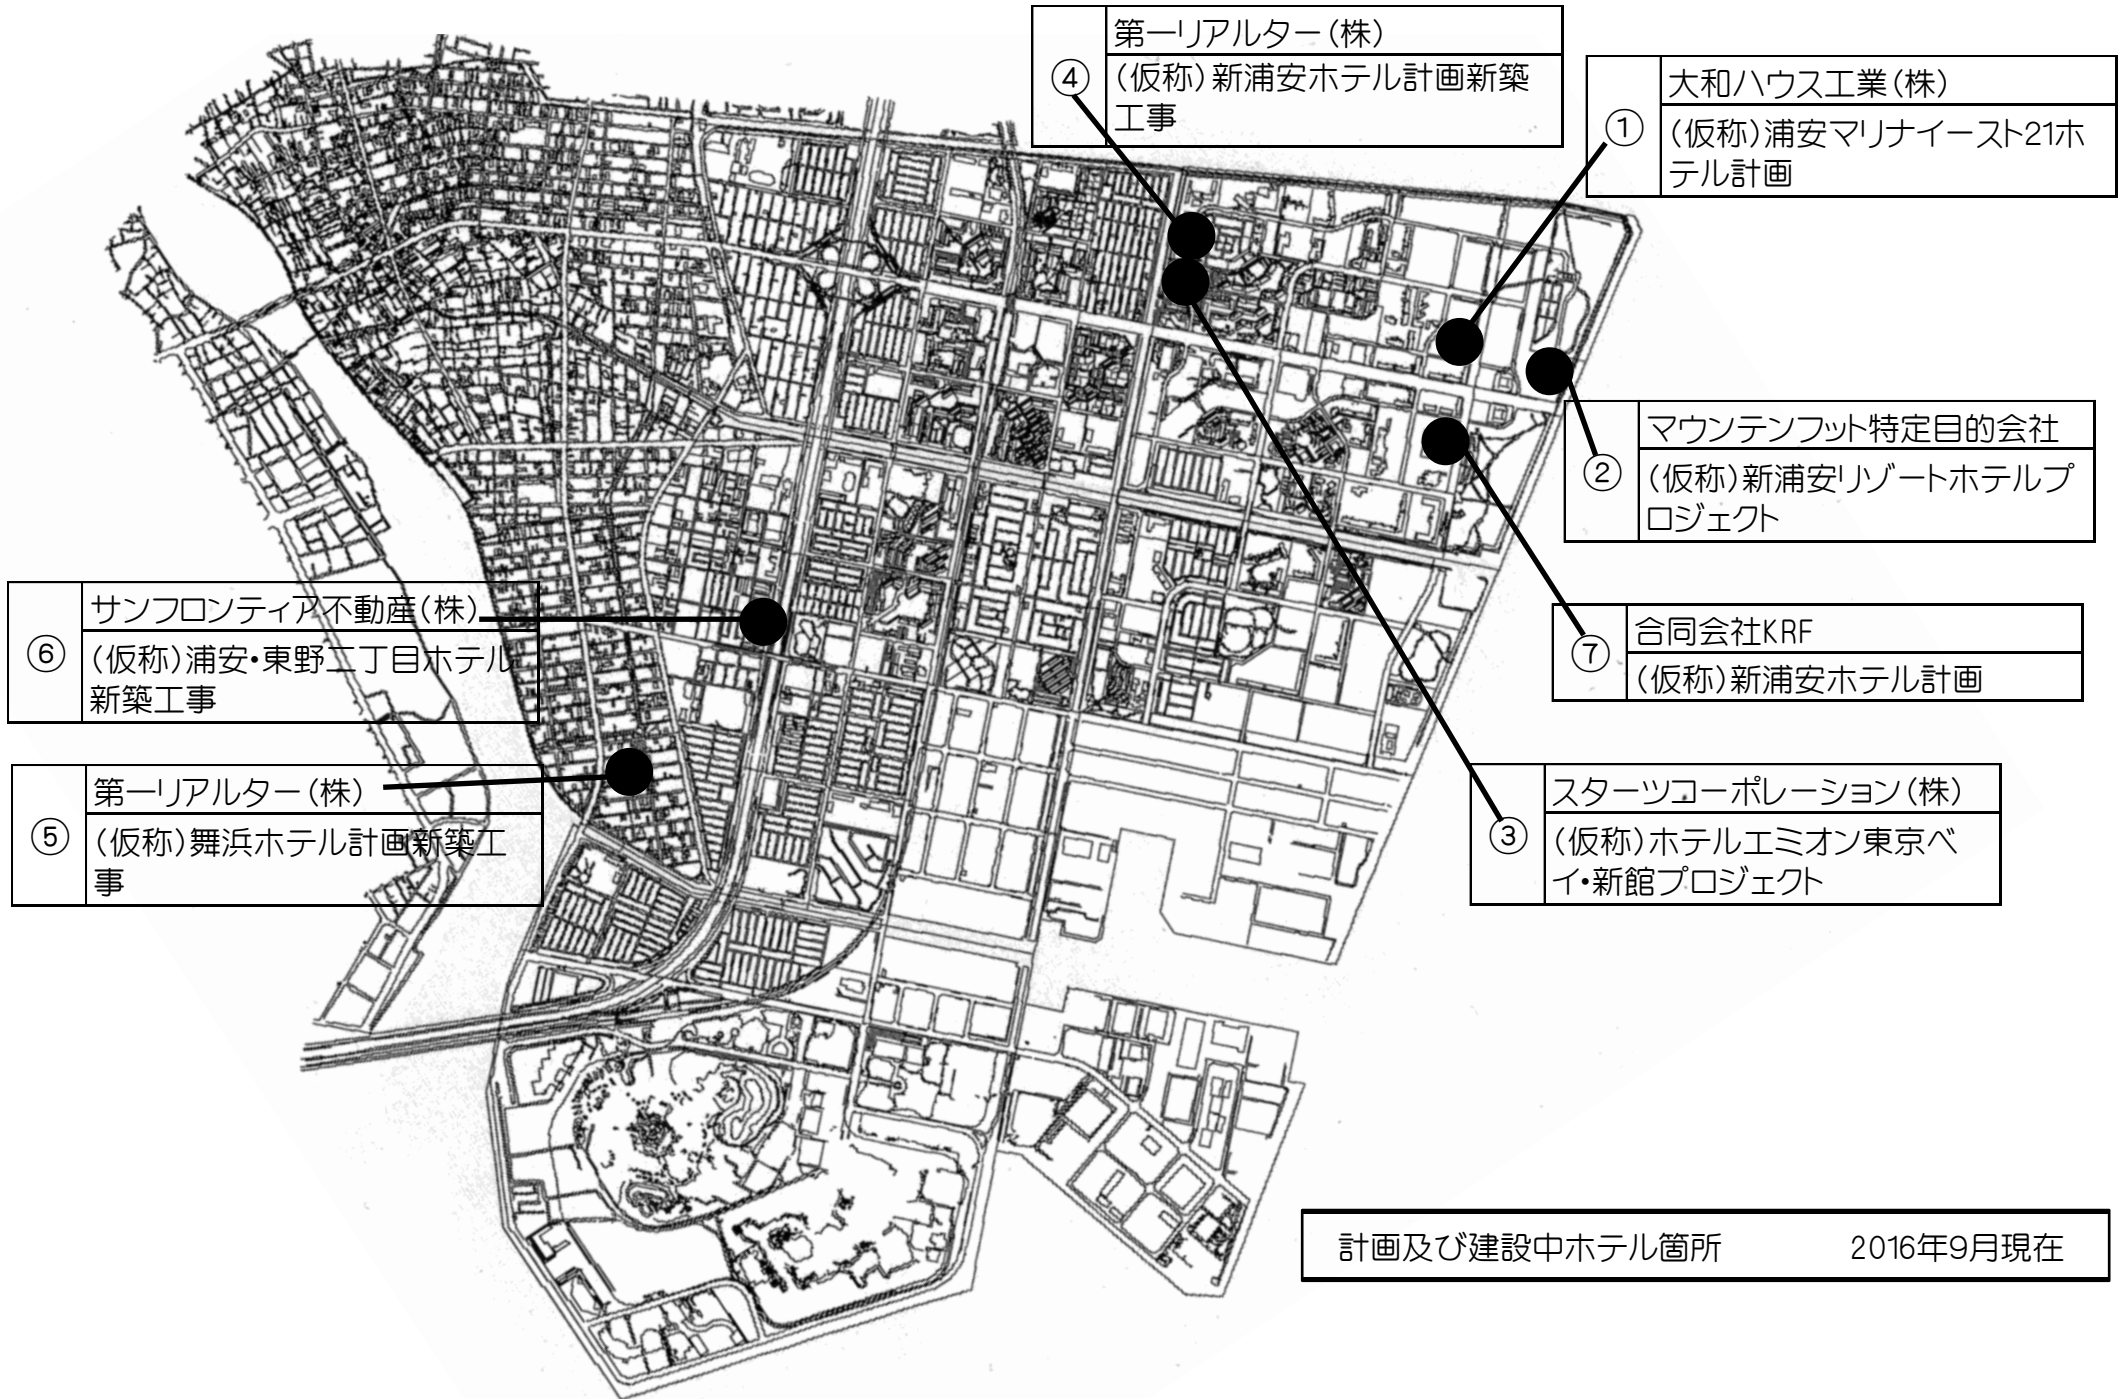 ④
第一リアルター(株)
(仮称)新浦安ホテル計画新築
工事
①
大和ハウス工業(株)
(仮称)浦安マリナイースト21ホ
テル計画
②
マウンテンフット特定目的会社
(仮称)新浦安リゾートホテルプ
ロジェクト
⑥
サンフロンティア不動産(株)
(仮称)浦安・東野二丁目ホテル
新築工事
⑦
合同会社KRF
(仮称)新浦安ホテル計画
⑤
第一リアルター(株)
(仮称)舞浜ホテル計画新築工
事
③
スターツコーポレーション(株)
(仮称)ホテルエミオン東京ベ
イ・新館プロジェクト
計画及び建設中ホテル箇所 2016年9月現在